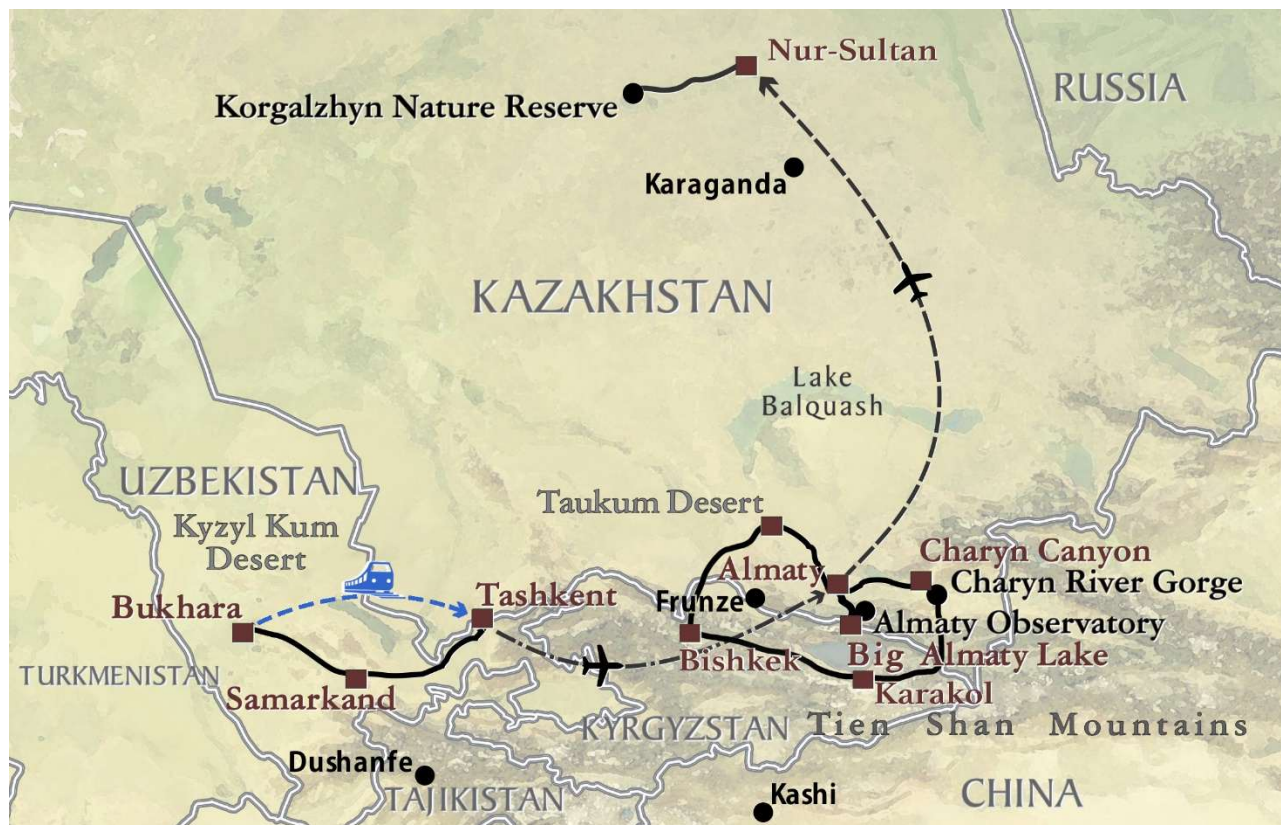 Nur-Sultan
RUSSIA
Korgalzhyn Nature Reserve
Karaganda
KAZAKHSTAN
Lake
Balquash
UZBEKISTAN
Kyzyl Kum
Desert
Taukum Desert
Charyn Canyon
Almaty
Charyn River Gorge
Tashkent
Frunze
Bukhara
Almaty Observatory
Bishkek
Big Almaty Lake
TURKMENISTAN
Samarkand
Karakol
KYRGYZSTAN
Tien Shan Mountains
Dushanfe
TAJIKISTAN
Kashi
CHINA